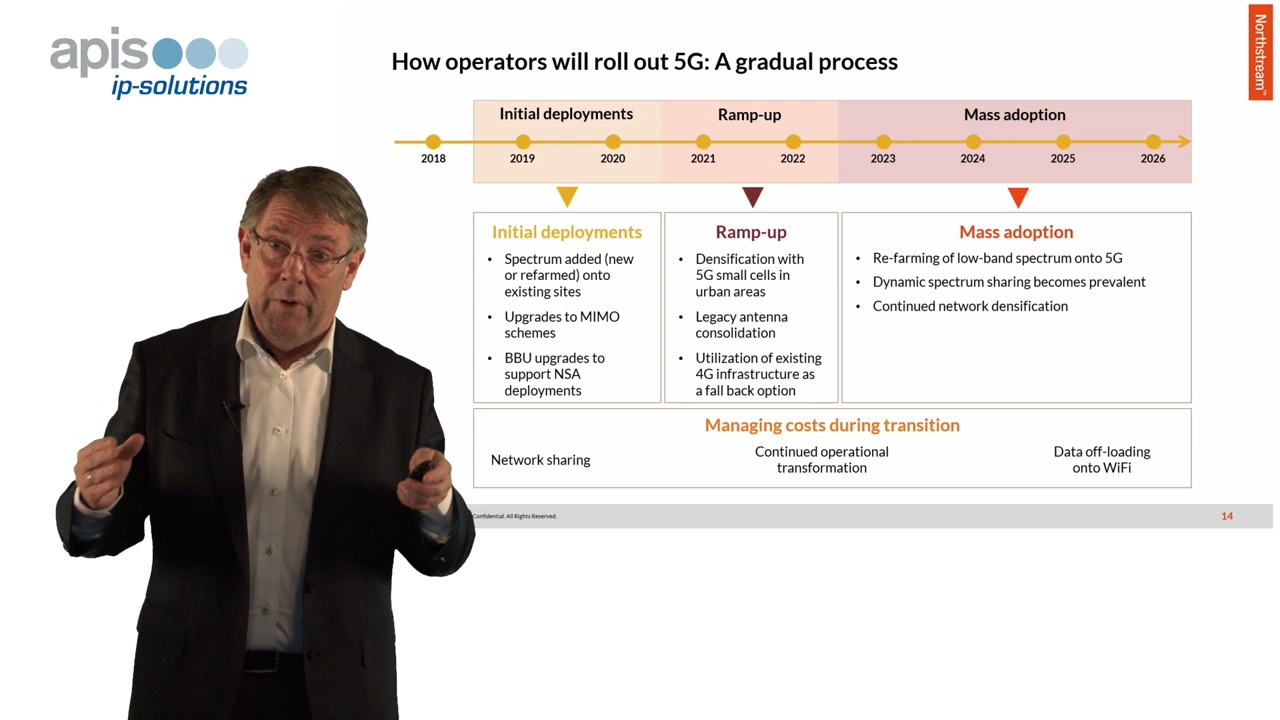 apis
ip-solutions
Northstream™
How operators will roll out 5G: A gradual process
Initial deployments
Ramp-up
Mass adoption
2018
2019
2020
2021
2022
2023
2024
2025
2026
Initial deployments
• Spectrum added (new
or refarmed) onto
existing sites
• Upgrades to MIMO
schemes
• BBU upgrades to
support NSA
deployments
Ramp-up
• Densification with
5G small cells in
urban areas
• Legacy antenna
consolidation
• Utilization of existing
4G infrastructure as
a fall back option
Mass adoption
• Re-farming of low-band spectrum onto 5G
• Dynamic spectrum sharing becomes prevalent
• Continued network densification
Managing costs during transition
Network sharing
Continued operational
transformation
Data off-loading
onto WiFi
Confidential. All Rights Reserved.
14